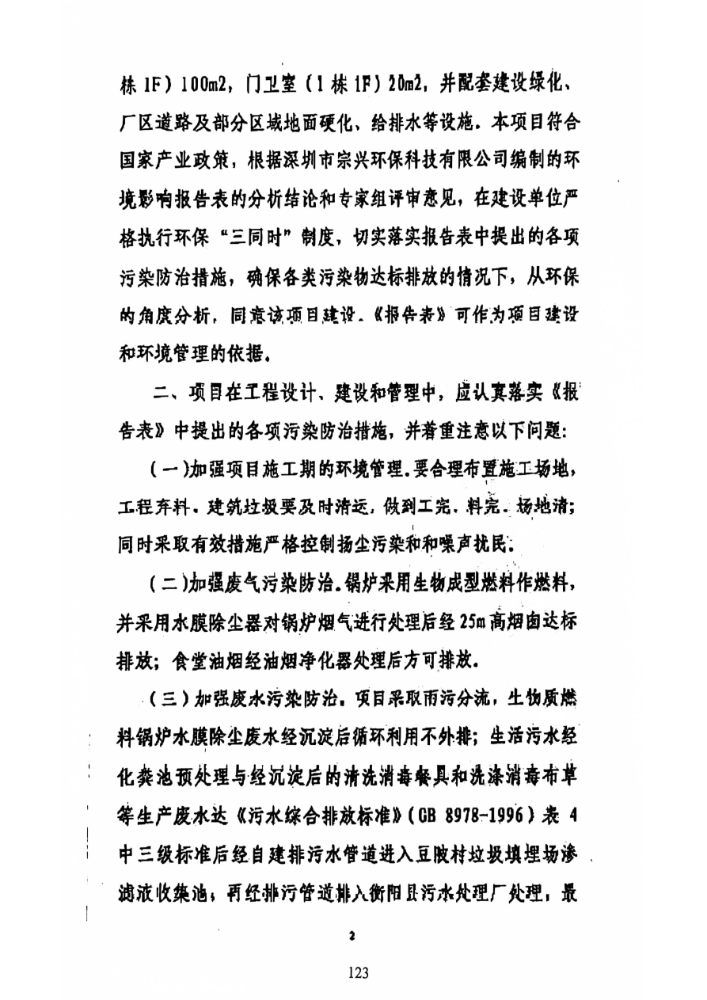 栋 1F）100m2，门卫室（1 栋 1F）20m2，并配套建设绿化、
厂区道路及部分区域地面硬化、给排水等设施。本项目符合
国家产业政策，根据深圳市宗兴环保科技有限公司编制的环
境影响报告表的分析结论和专家组评审意见，在建设单位严
格执行环保“三同时”制度，切实落实报告表中提出的各项
污染防治措施，确保各类污染物达标排放的情况下，从环保
的角度分析，同意该项目建设。《报告表》可作为项目建设
和环境管理的依据。
二、项目在工程设计、建设和管理中，应认真落实《报
告表》中提出的各项污染防治措施，并着重注意以下问题：
（一）加强项目施工期的环境管理。要合理布置施工场地，
工程弃料、建筑垃圾要及时清运，做到工完、料完、场地清；
同时采取有效措施严格控制扬尘污染和和噪声扰民。
（二）加强废气污染防治。锅炉采用生物成型燃料作燃料，
并采用水膜除尘器对锅炉烟气进行处理后经 25m 高烟囱达标
排放；食堂油烟经油烟净化器处理后方可排放。
（三）加强废水污染防治。项目采取雨污分流，生物质燃
料锅炉水膜除尘废水经沉淀后循环利用不外排；生活污水经
化粪池预处理与经沉淀后的清洗消毒餐具和洗涤消毒布草
等生产废水达《污水综合排放标准》（GB 8978-1996）表 4
中三级标准后经自建排污水管道进入豆陂村垃圾填埋场渗
滤液收集池；再经排污管道排入衡阳县污水处理厂处理，最
2
123